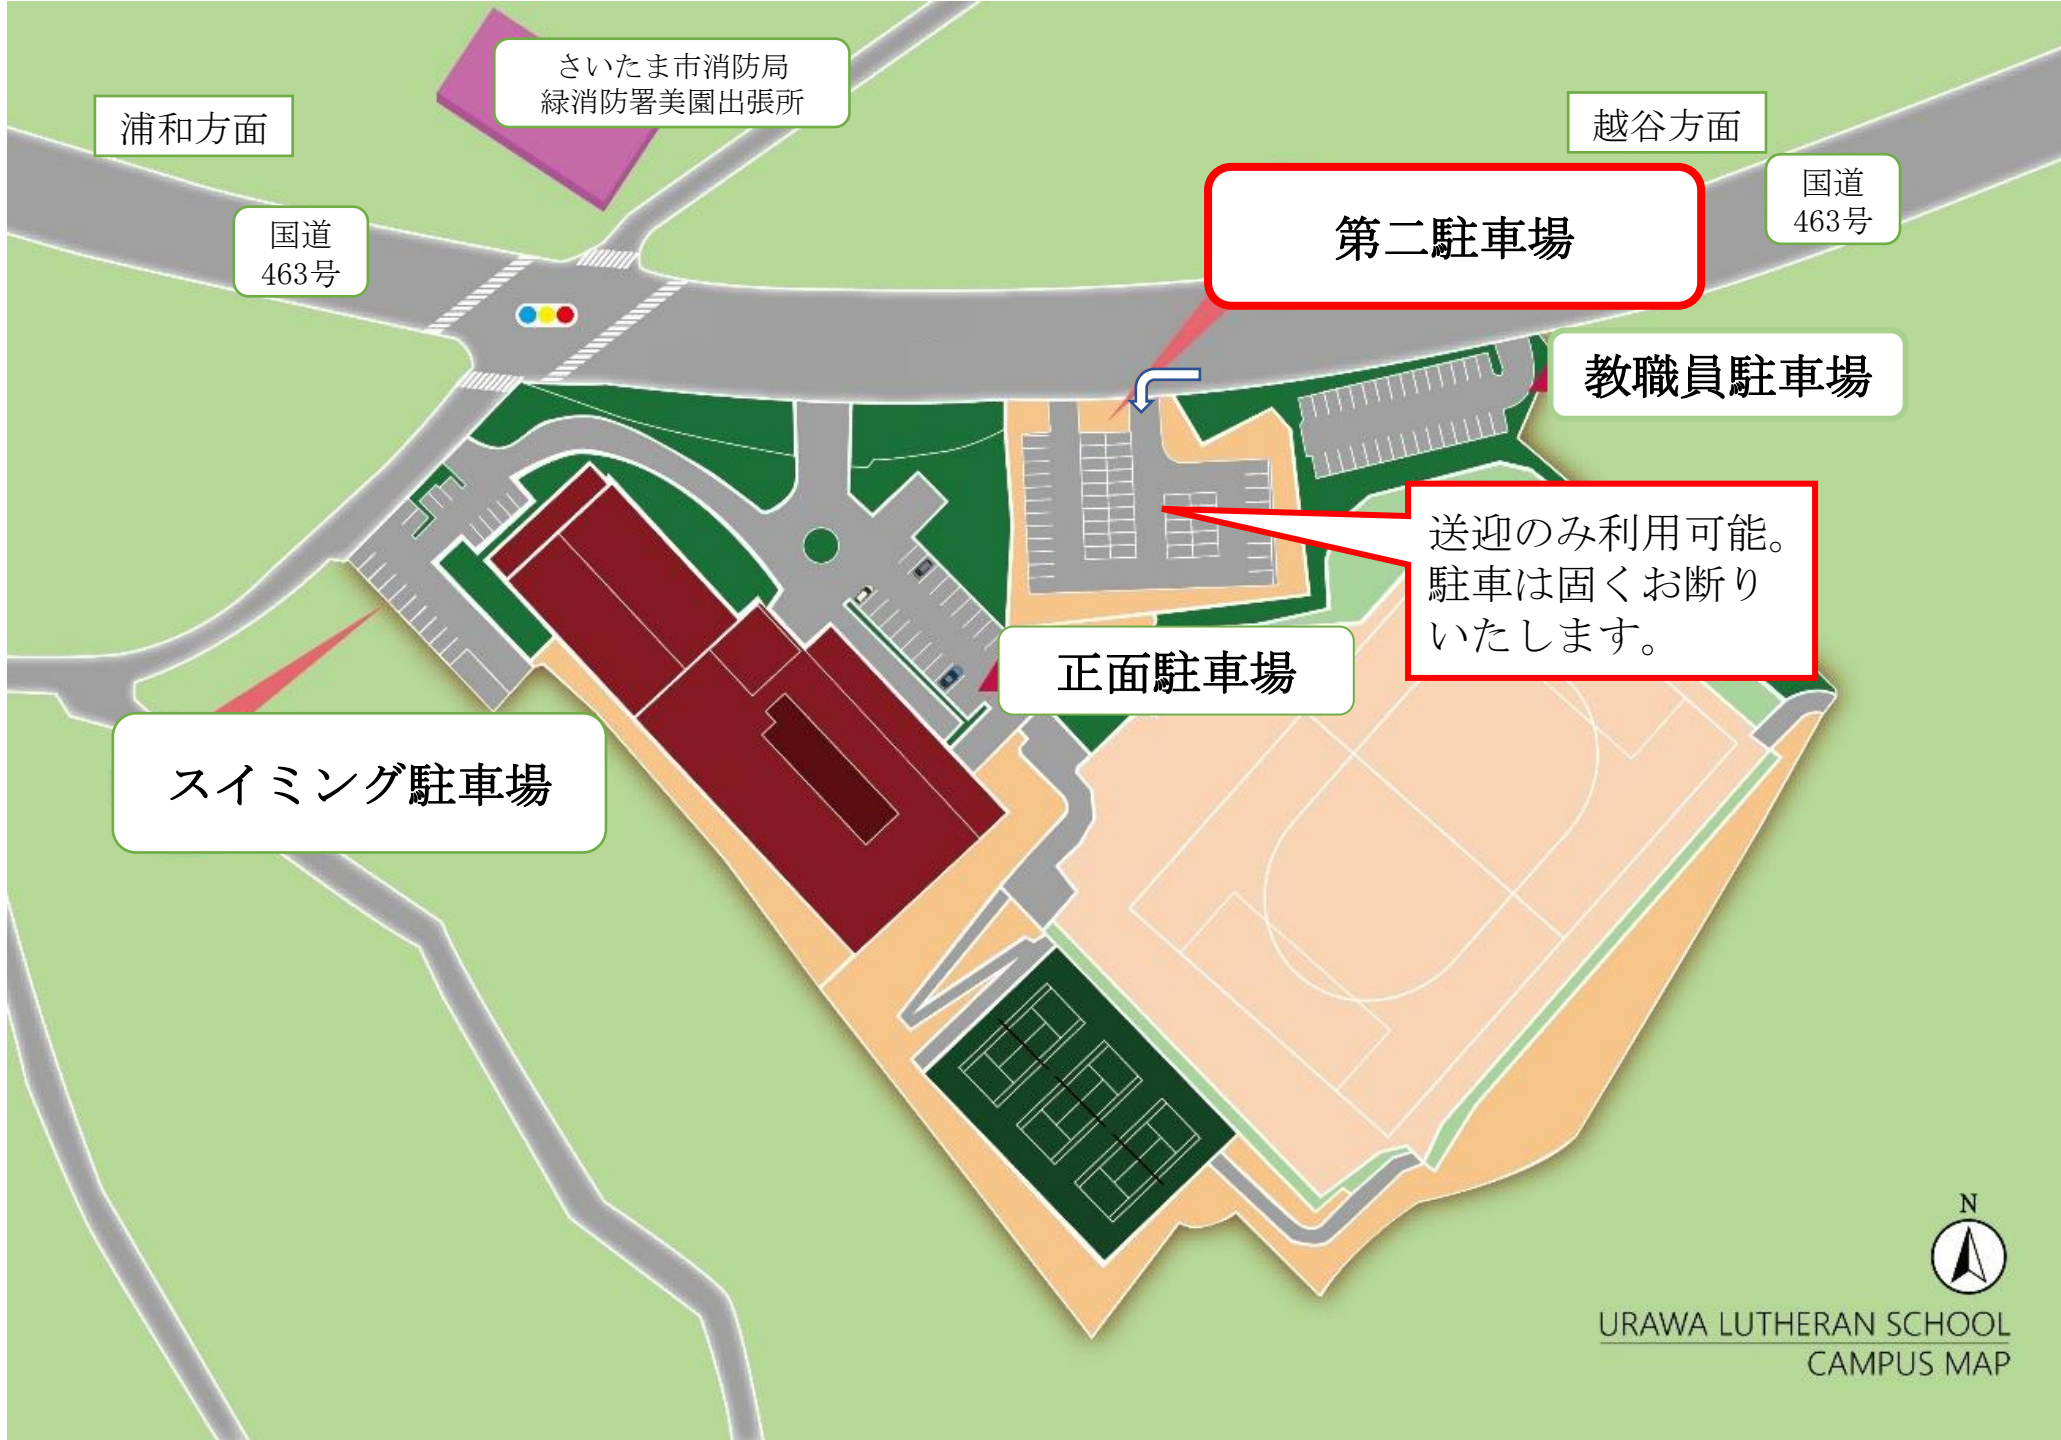 さいたま市消防局
緑消防署美園出張所
浦和方面
越谷方面
国道
463号
国道
463号
第二駐車場
教職員駐車場
送迎のみ利用可能。
駐車は固くお断り
いたします。
正面駐車場
スイミング駐車場
N
URAWA LUTHERAN SCHOOL
CAMPUS MAP